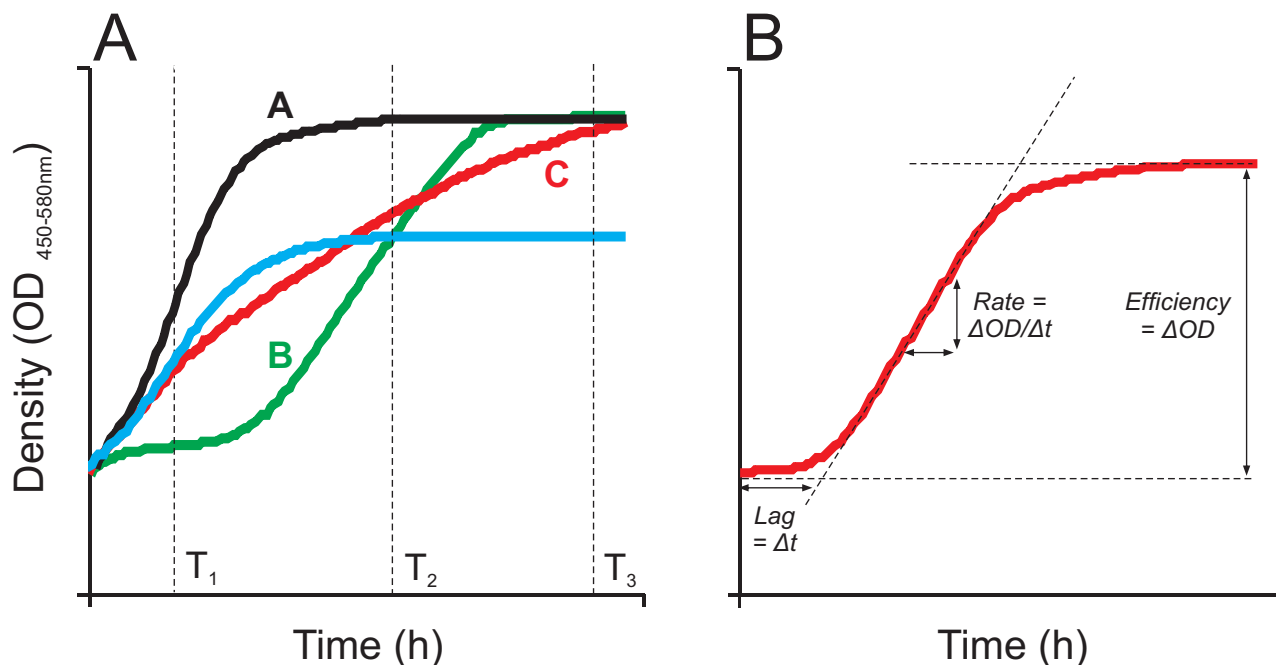 A
B
A
C
B
Density (OD 450-580nm)
T1
T2
T3
Time (h)
Rate =
ΔOD/Δt
Efficiency
= ΔOD
Lag
= Δt
Time (h)